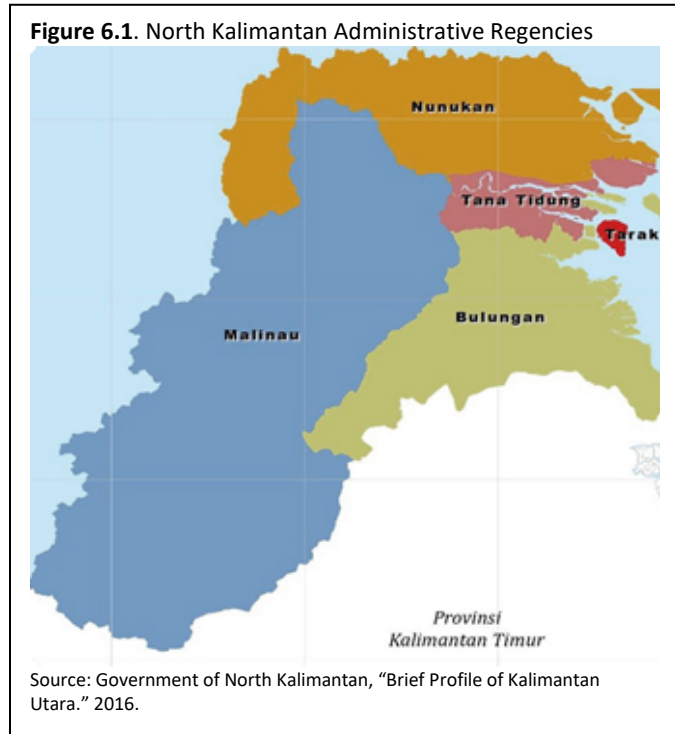 Figure 6.1. North Kalimantan Administrative Regencies
Nunukan
Tana Tidung
Tarak
Bulungan
Malinau
Provinsi
Kalimantan Timur
Source: Government of North Kalimantan, “Brief Profile of Kalimantan
Utara.” 2016.